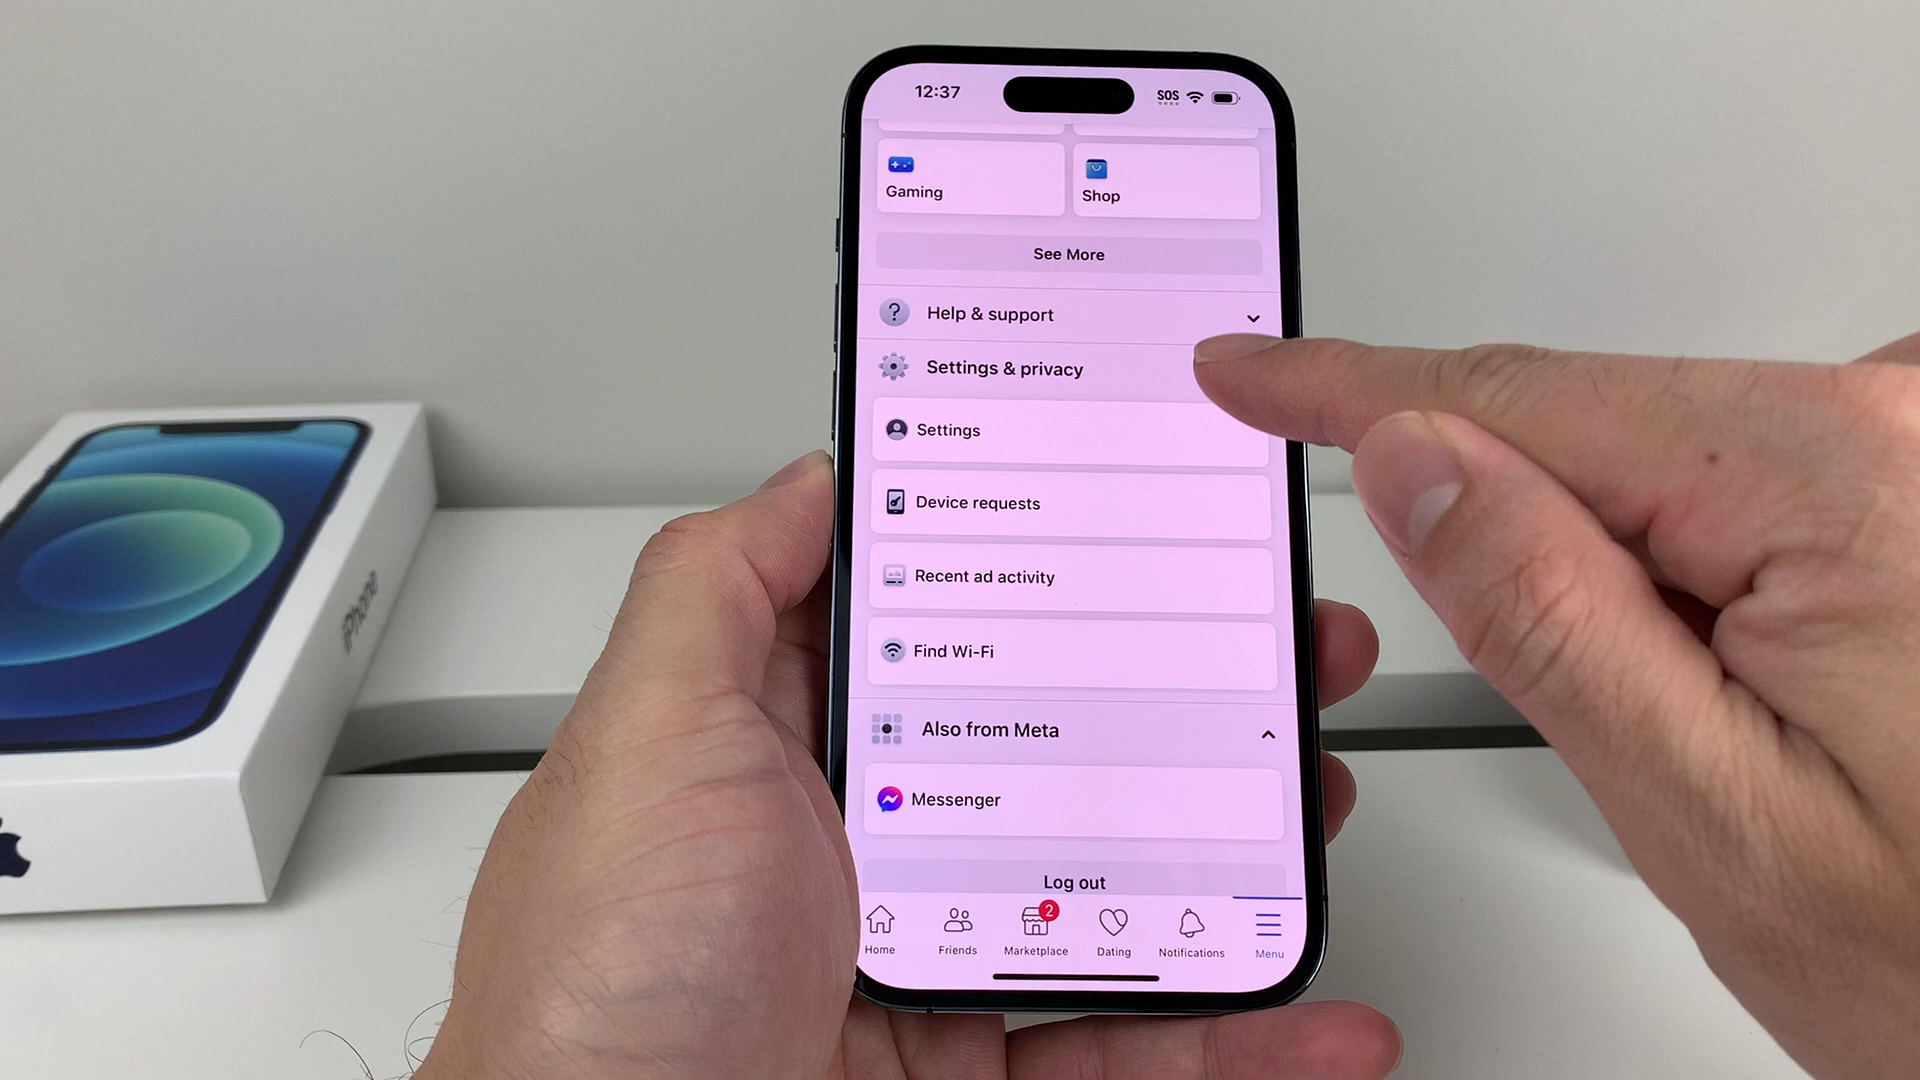 12:37
SOS
Gaming
Shop
See More
Help & support
Settings & privacy
Settings
Device requests
Recent ad activity
Find Wi-Fi
Also from Meta
Messenger
Log out
2
Home
Friends
Marketplace
Dating
Notifications
Menu
iPhone